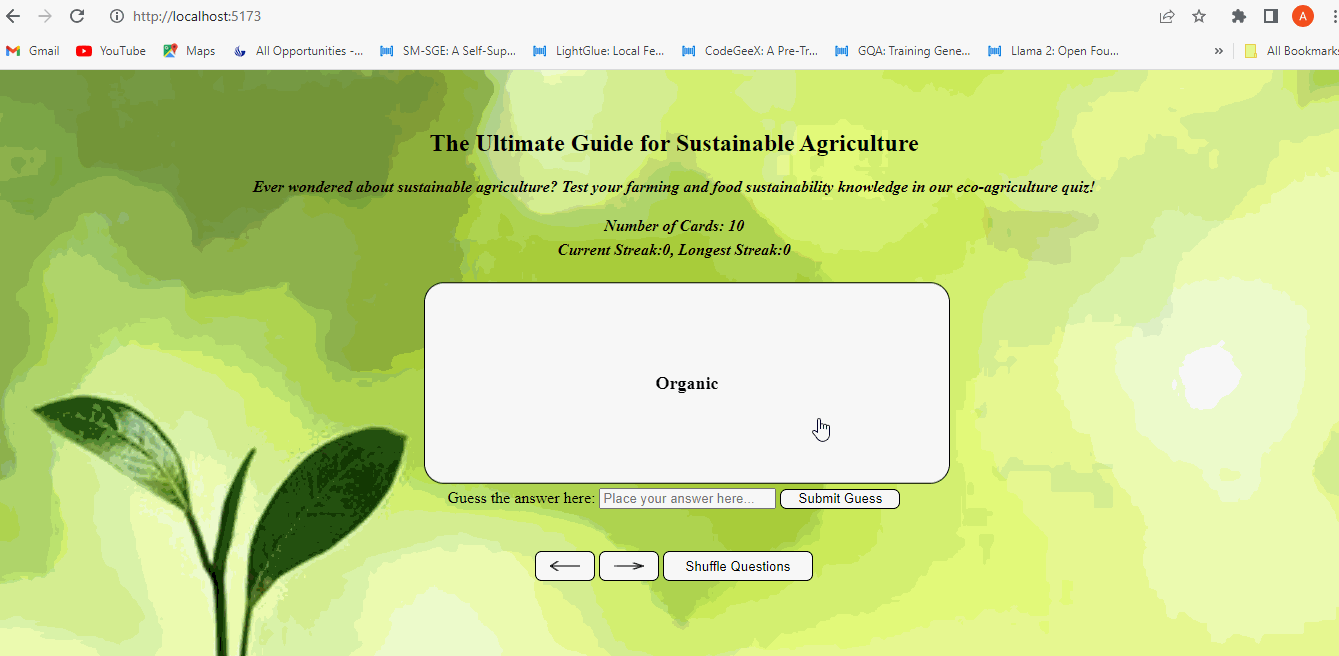 http://localhost:5173
A
Gmail YouTube Maps All Opportunities -... SM-SGE: A Self-Sup... LightGlue: Local Fe... CodeGeeX: A Pre-Tr... GQA: Training Gene... Llama 2: Open Fou... » All Bookmarks
The Ultimate Guide for Sustainable Agriculture
Ever wondered about sustainable agriculture? Test your farming and food sustainability knowledge in our eco-agriculture quiz!
Number of Cards: 10
Current Streak:0, Longest Streak:0
Organic
Guess the answer here: Place your answer here... Submit Guess
Shuffle Questions